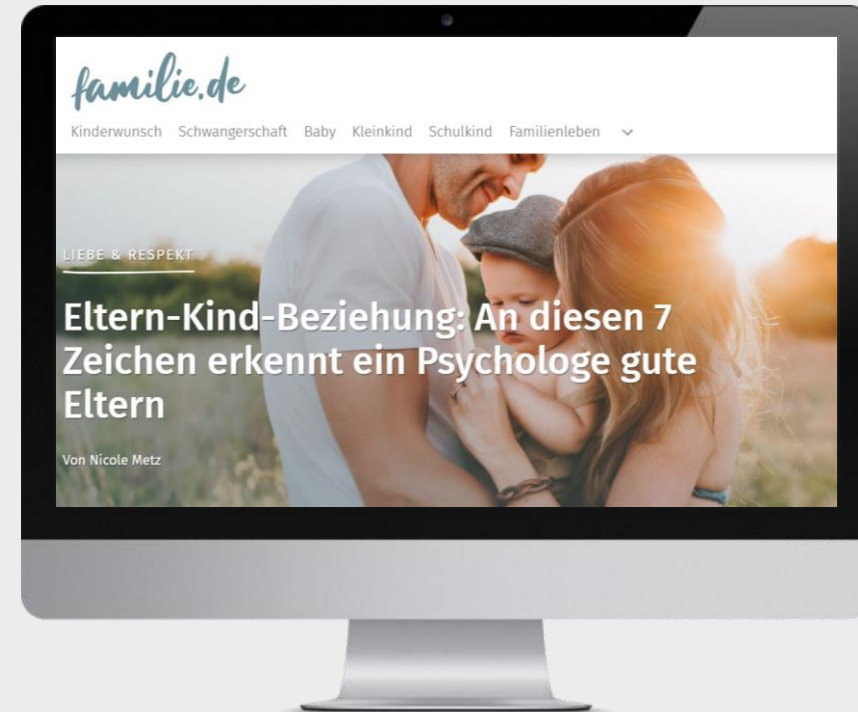 familie.de
Kinderwunsch Schwangerschaft Baby Kleinkind Schulkind Familienleben
LIEBE & RESPEKT
Eltern-Kind-Beziehung: An diesen 7
Zeichen erkennt ein Psychologe gute
Eltern
Von Nicole Metz